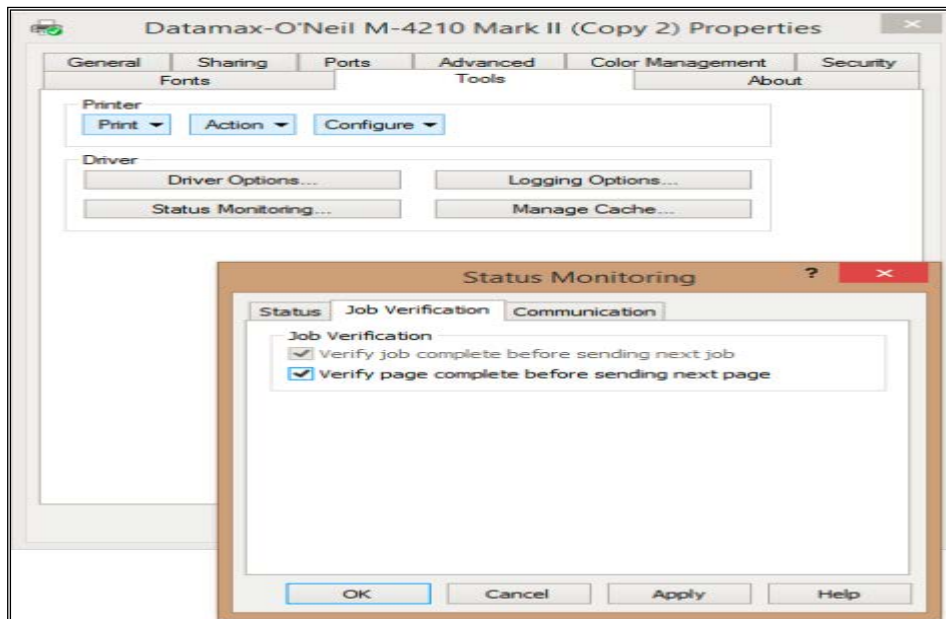 Datamax-O'Neil M-4210 Mark II (Copy 2) Properties
General Sharing Ports Advanced Color Management Security
Fonts Tools About
Printer
Print Action Configure
Driver
Driver Options... Logging Options...
Status Monitoring... Manage Cache...
Status Monitoring ?
Status Job Verification Communication
Job Verification
Verify job complete before sending next job
Verify page complete before sending next page
OK Cancel Apply Help